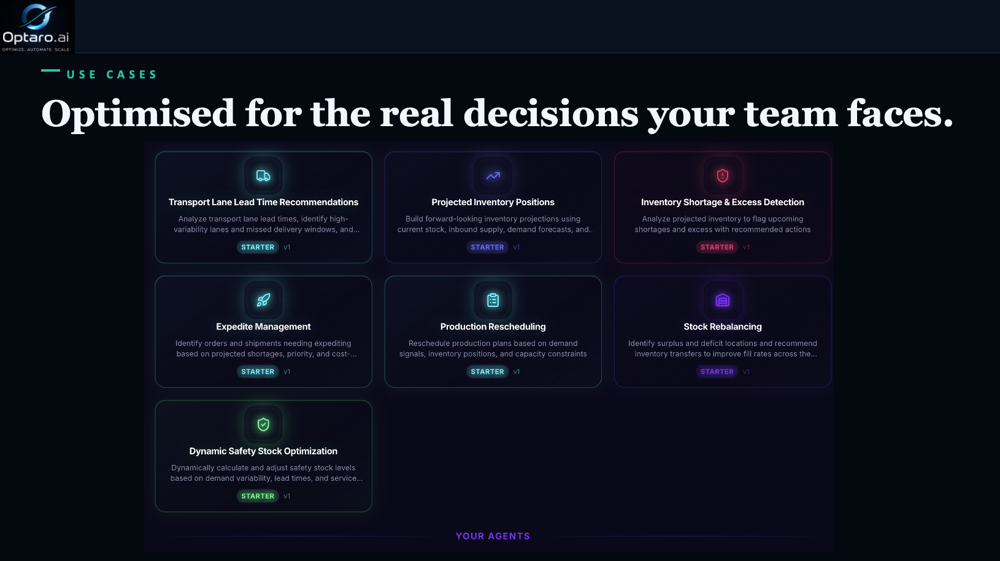 Optaro.ai
OPTIMIZE. AUTOMATE. SCALE.
USE CASES
Optimised for the real decisions your team faces.
Transport Lane Lead Time Recommendations
Analyze transport lane lead times, identify high-
variability lanes and missed delivery windows, and...
STARTER v1
Projected Inventory Positions
Build forward-looking inventory projections using
current stock, inbound supply, demand forecasts, and..
STARTER v1
Inventory Shortage & Excess Detection
Analyze projected inventory to flag upcoming
shortages and excess with recommended actions
STARTER v1
Expedite Management
Identify orders and shipments needing expediting
based on projected shortages, priority, and cost-...
STARTER v1
Production Rescheduling
Reschedule production plans based on demand
signals, inventory positions, and capacity constraints
STARTER v1
Stock Rebalancing
Identify surplus and deficit locations and recommend
inventory transfers to improve fill rates across the...
STARTER v1
Dynamic Safety Stock Optimization
Dynamically calculate and adjust safety stock levels
based on demand variability, lead times, and service...
STARTER v1
YOUR AGENTS